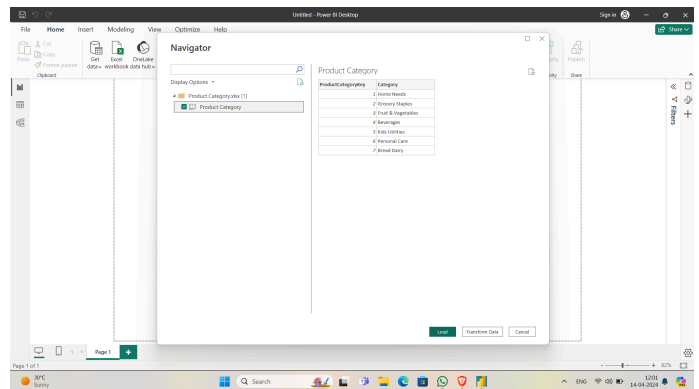 Untitled - Power BI Desktop
Sign in
File Home Insert Modeling View Optimize Help
Share
Paste
Cut
Copy
Format painter
Clipboard
Get data
Excel workbook
OneLake data hub
Publish
Share
Navigator
Display Options
Product Category.xlsx [1]
Product Category
Product Category
ProductCategoryKey Category
1 Home Needs
2 Grocery Staples
3 Fruit & Vegetables
4 Beverages
5 Kids Utilities
6 Personal Care
7 Bread Dairy
Load Transform Data Cancel
Filters
Page 1
Page 1 of 1
82%
30°C
Sunny
Search
ENG
12:01
14-04-2024